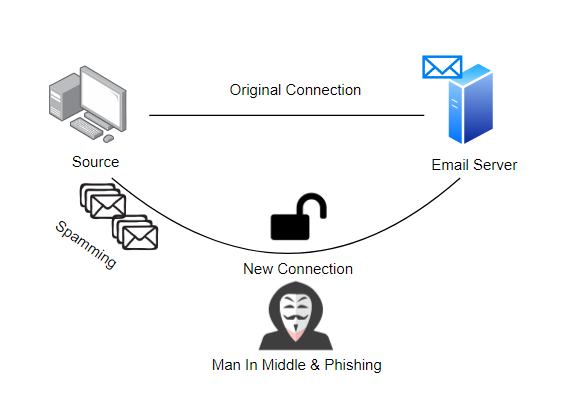 Original Connection
Source
Email Server
Spamming
New Connection
Man In Middle & Phishing